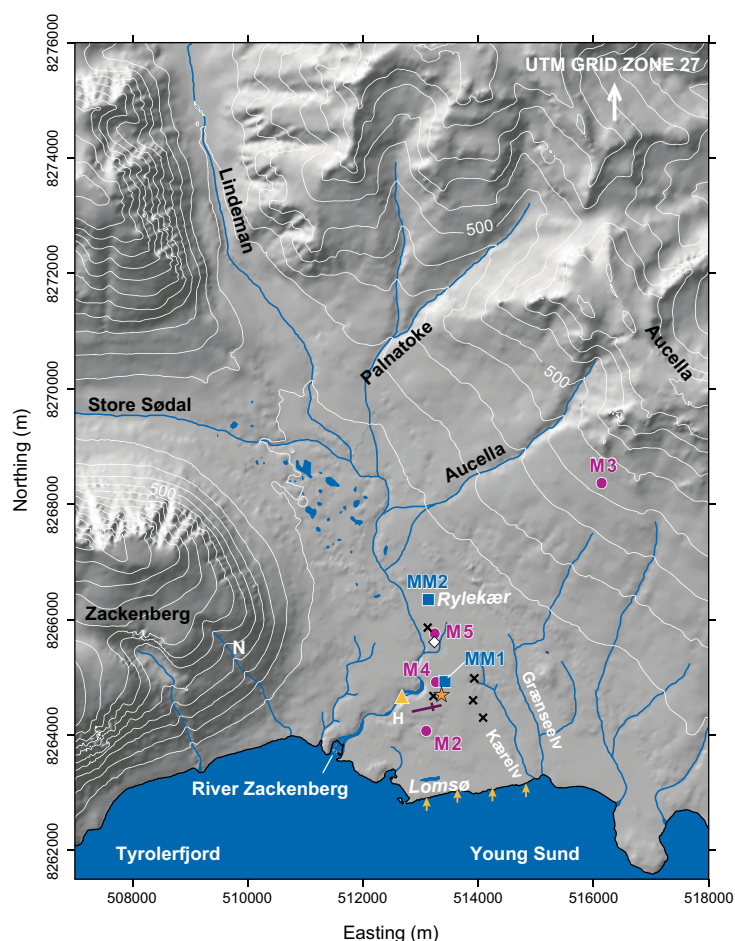 8276000
UTM GRID ZONE 27
8274000
Lindeman
500
8272000
Palnatoke
Aucella
8270000
500
Store Sødal
Northing (m)
Aucella
M3
500
8268000
MM2
Rylekær
Zackenberg
8266000
M5
N
M4
MM1
Grænseelv
H
8264000
M2
Kærelv
River Zackenberg
Lomsø
8262000
Tyrolerfjord
Young Sund
508000
510000
512000
514000
516000
518000
Easting (m)